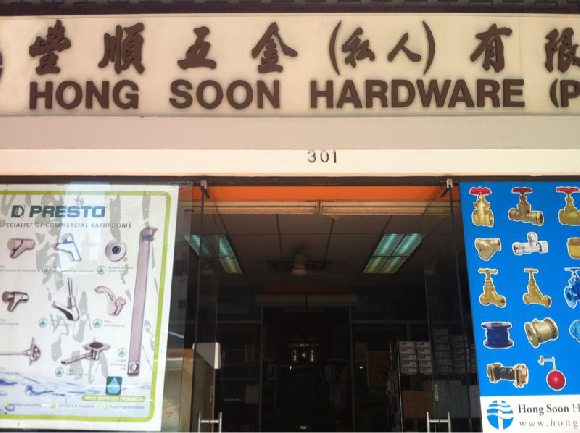 豐順五金(私人)有限
HONG SOON HARDWARE (P
301
PRESTO
SPECIALIST OF COMMERCIAL BATHROOMS
Hong Soon H
www.hong